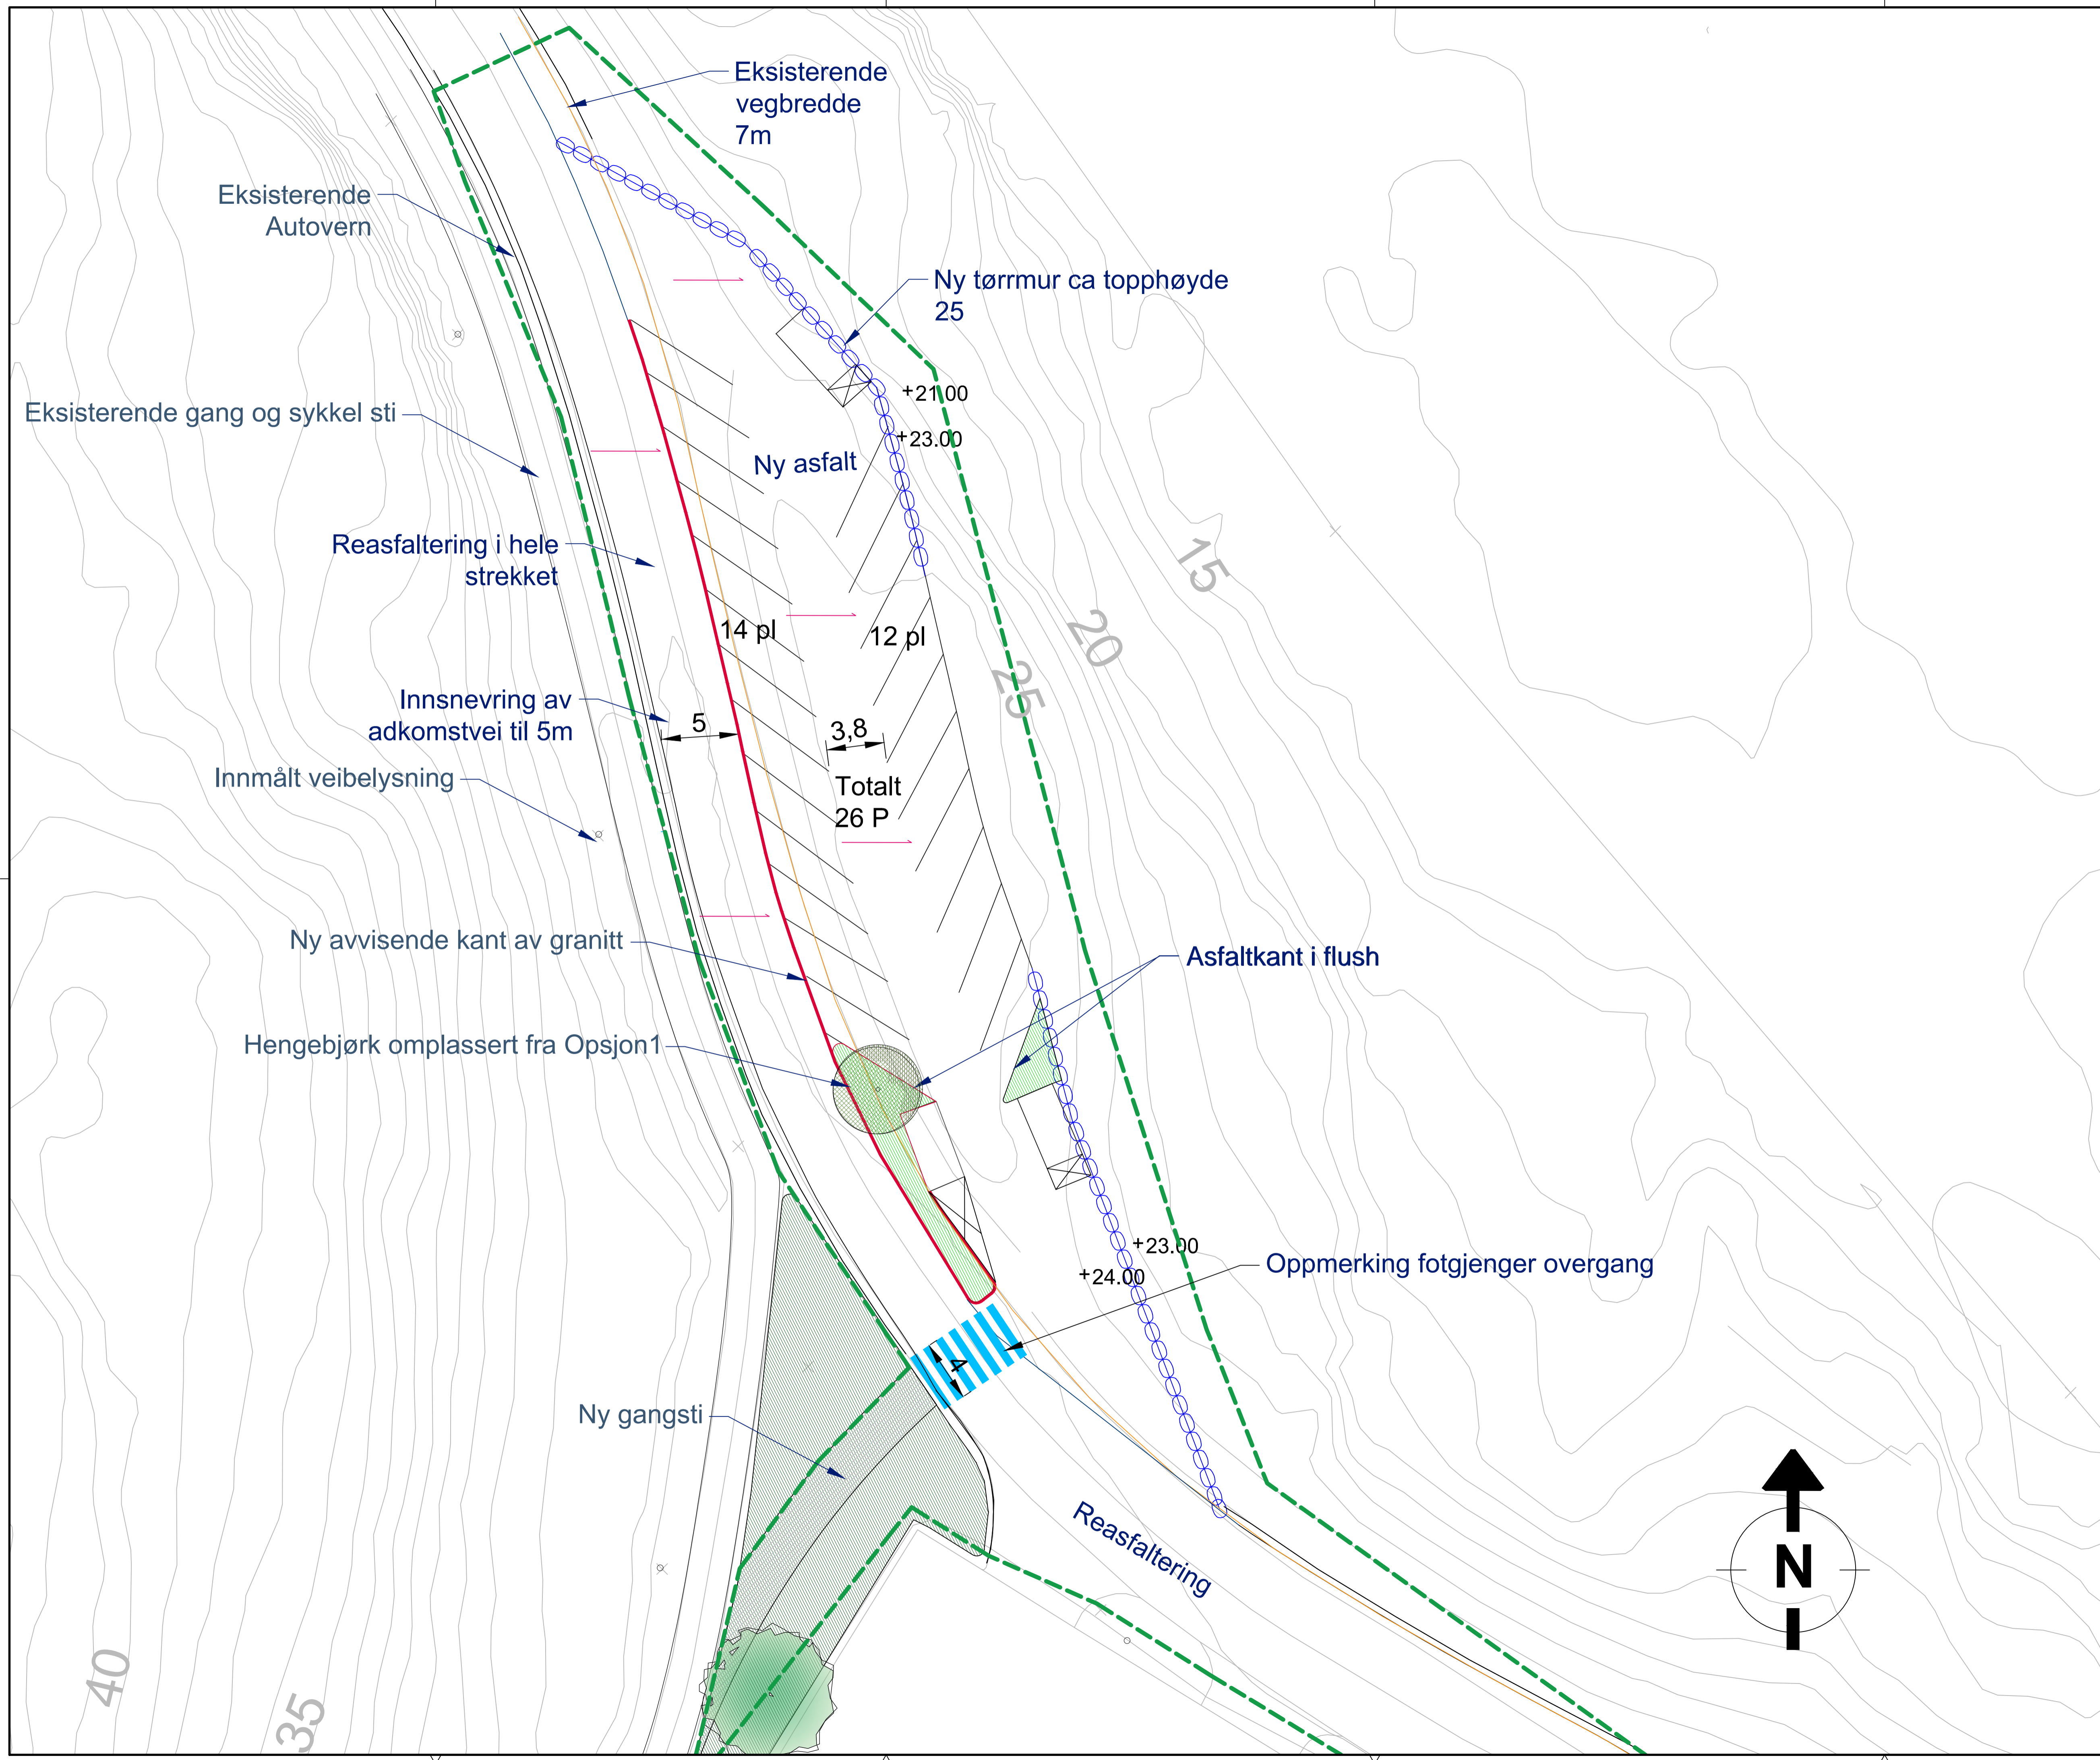 Eksisterende
vegbredde
7m
Eksisterende
Autovern
Ny tørrmur ca topphøyde
25
+21.00
+23.00
Eksisterende gang og sykkel sti
Ny asfalt
Reasfaltering i hele
strekket
15
20
25
14 pl
12 pl
Innsnevring av
adkomstvei til 5m
5
3,8
Innmålt veibelysning
Totalt
26 P
Ny avvisende kant av granitt
Asfaltkant i flush
Hengebjørk omplassert fra Opsjon1
+23.00
+24.00
Oppmerking fotgjenger overgang
4
Ny gangsti
Reasfaltering
N
40
35